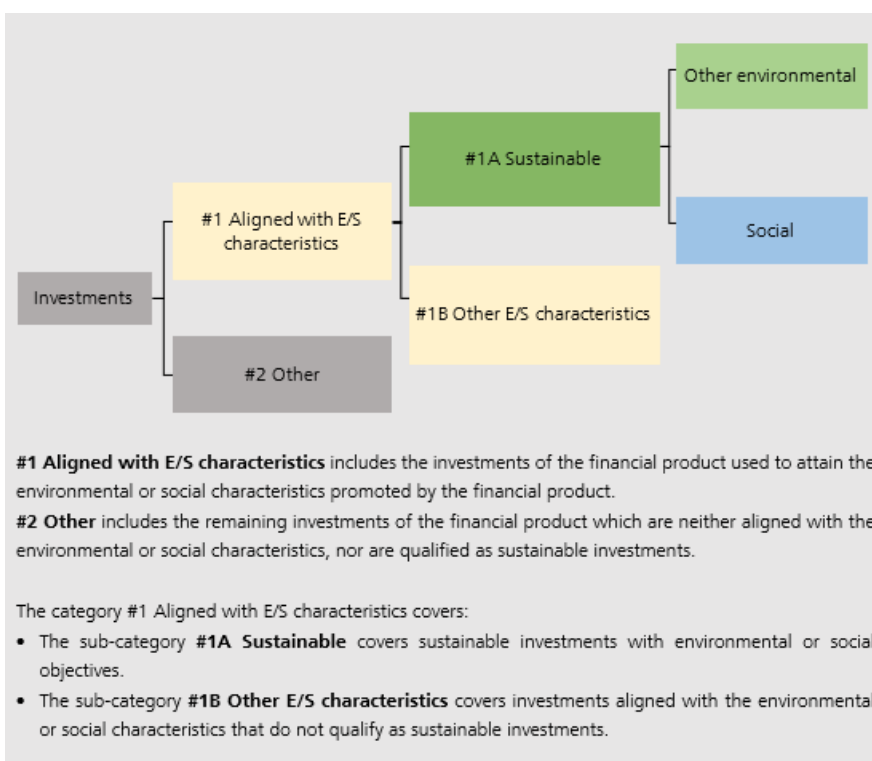 Other environmental
#1A Sustainable
#1 Aligned with E/S
characteristics
Social
Investments
#1B Other E/S characteristics
#2 Other
#1 Aligned with E/S characteristics includes the investments of the financial product used to attain the
environmental or social characteristics promoted by the financial product.
#2 Other includes the remaining investments of the financial product which are neither aligned with the
environmental or social characteristics, nor are qualified as sustainable investments.
The category #1 Aligned with E/S characteristics covers:
• The sub-category #1A Sustainable covers sustainable investments with environmental or social
objectives.
• The sub-category #1B Other E/S characteristics covers investments aligned with the environmental
or social characteristics that do not qualify as sustainable investments.